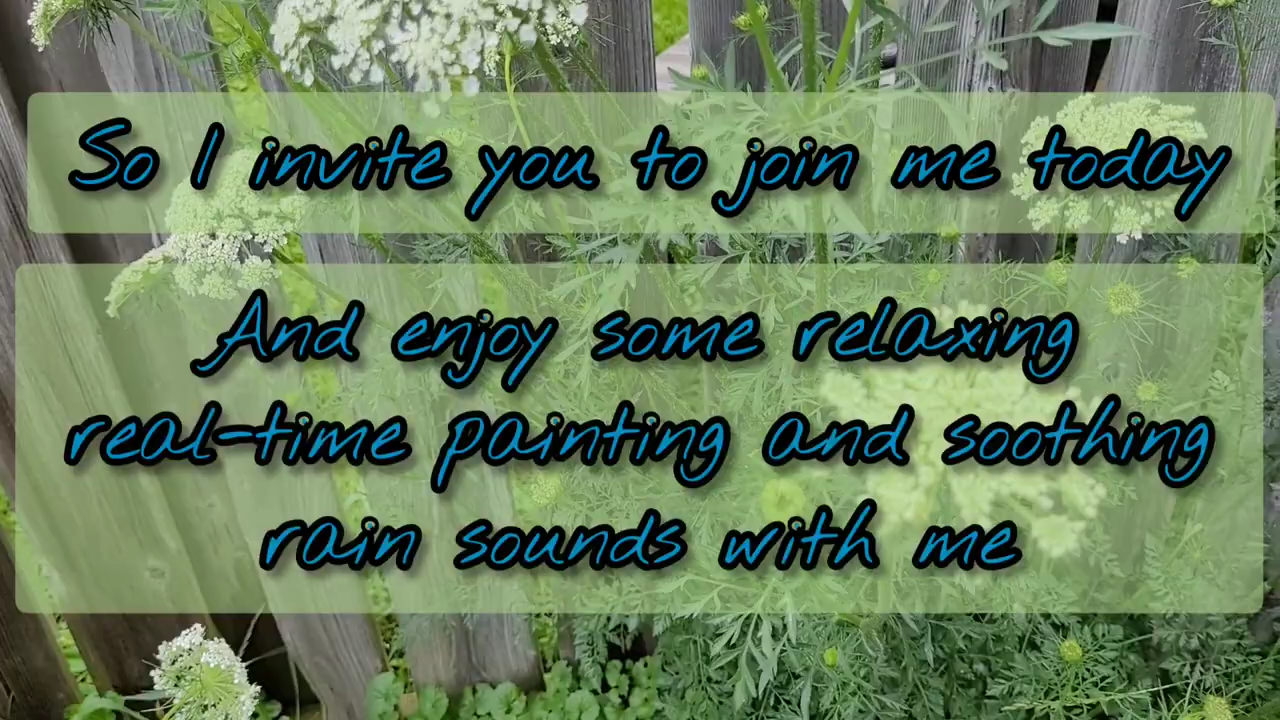 So I invite you to join me today
And enjoy some relaxing
real-time painting and soothing
rain sounds with me